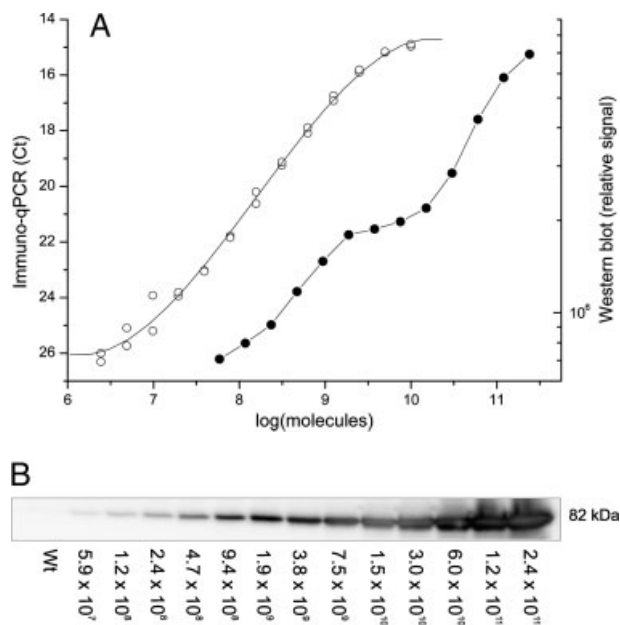 A
Immuno-qPCR (Ct)
14
16
18
20
22
24
26
6
7
8
9
10
11
log(molecules)
10⁶
Western blot (relative signal)
B
82 kDa
Wt
5.9 x 10⁷
1.2 x 10⁸
2.4 x 10⁸
4.7 x 10⁸
9.4 x 10⁸
1.9 x 10⁹
3.8 x 10⁹
7.5 x 10⁹
1.5 x 10¹⁰
3.0 x 10¹⁰
6.0 x 10¹⁰
1.2 x 10¹¹
2.4 x 10¹¹